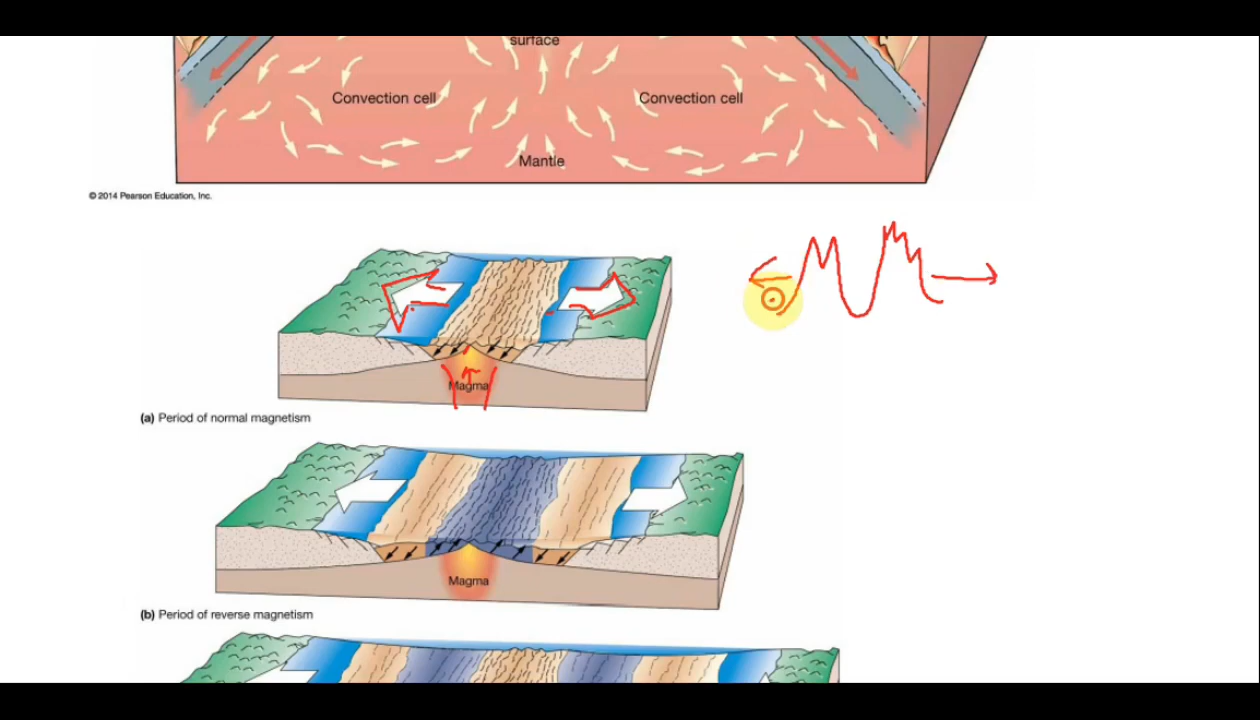 surface
Convection cell
Convection cell
Mantle
© 2014 Pearson Education, Inc.
Magma
(a) Period of normal magnetism
Magma
(b) Period of reverse magnetism